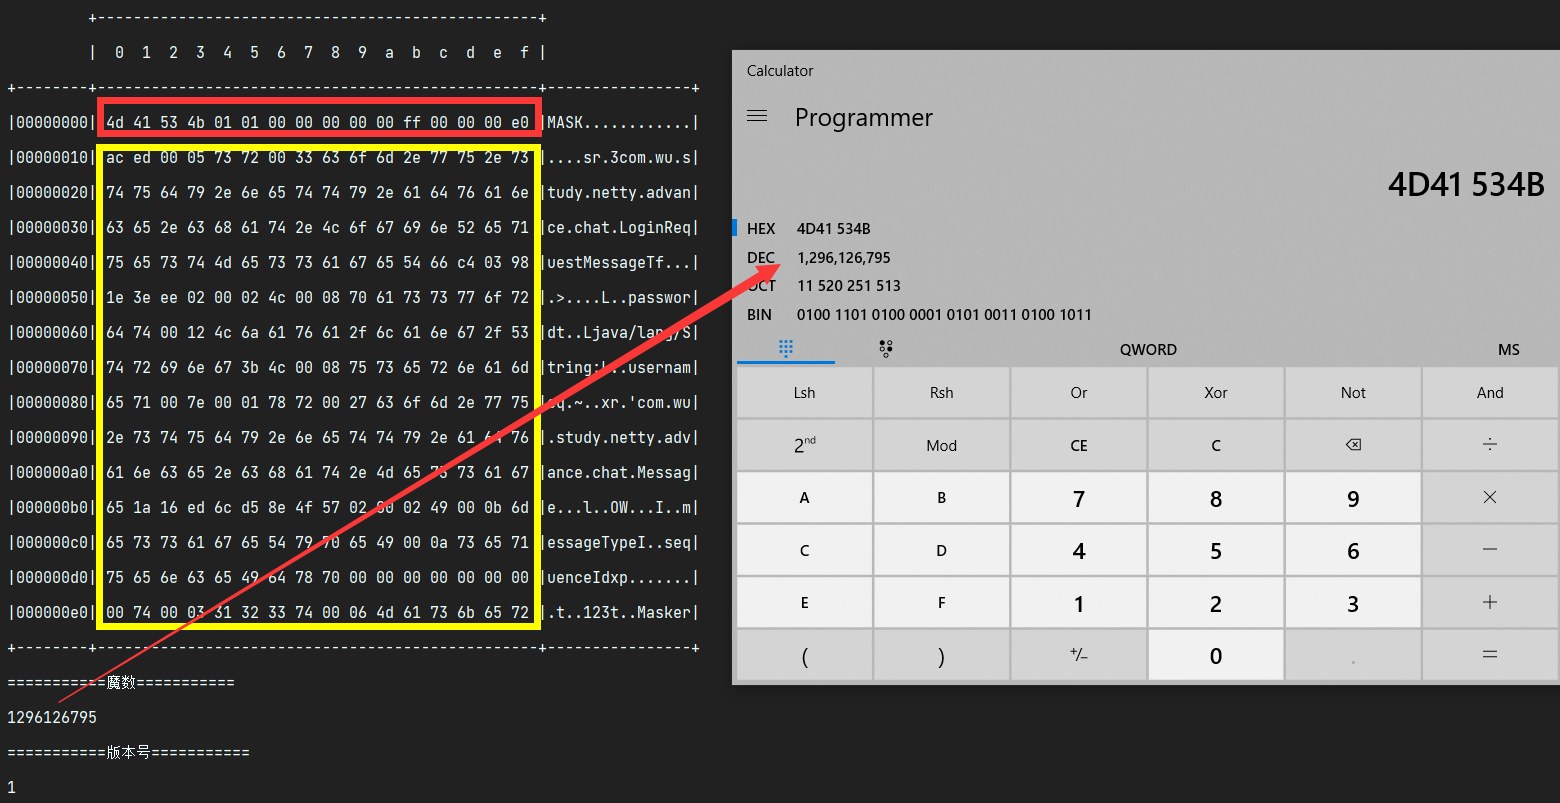 +-------------------------------------------------+
|  0  1  2  3  4  5  6  7  8  9  a  b  c  d  e  f |
+--------+-------------------------------------------------+----------------+
|00000000| 4d 41 53 4b 01 01 00 00 00 00 00 ff 00 00 00 e0 |MASK............|
|00000010| ac ed 00 05 73 72 00 33 63 6f 6d 2e 77 75 2e 73 |....sr.3com.wu.s|
|00000020| 74 75 64 79 2e 6e 65 74 74 79 2e 61 64 76 61 6e |tudy.netty.advan|
|00000030| 63 65 2e 63 68 61 74 2e 4c 6f 67 69 6e 52 65 71 |ce.chat.LoginReq|
|00000040| 75 65 73 74 4d 65 73 73 61 67 65 54 66 c4 03 98 |uestMessageTf...|
|00000050| 1e 3e ee 02 00 02 4c 00 08 70 61 73 73 77 6f 72 |.>....L..passwor|
|00000060| 64 74 00 12 4c 6a 61 76 61 2f 6c 61 6e 67 2f 53 |dt..Ljava/lang/S|
|00000070| 74 72 69 6e 67 3b 4c 00 08 75 73 65 72 6e 61 6d |tring;L..usernam|
|00000080| 65 71 00 7e 00 01 78 72 00 27 63 6f 6d 2e 77 75 |eq.~..xr.'com.wu|
|00000090| 2e 73 74 75 64 79 2e 6e 65 74 74 79 2e 61 64 76 |.study.netty.adv|
|000000a0| 61 6e 63 65 2e 63 68 61 74 2e 4d 65 73 73 61 67 |ance.chat.Messag|
|000000b0| 65 1a 16 ed 6c d5 8e 4f 57 02 00 02 49 00 0b 6d |e...l..OW...I..m|
|000000c0| 65 73 73 61 67 65 54 79 70 65 49 00 0a 73 65 71 |essageTypeI..seq|
|000000d0| 75 65 6e 63 65 49 64 78 70 00 00 00 00 00 00 00 |uenceIdxp.......|
|000000e0| 00 74 00 03 31 32 33 74 00 06 4d 61 73 6b 65 72 |.t..123t..Masker|
+--------+-------------------------------------------------+----------------+
===========魔数===========
1296126795
===========版本号===========
1
Calculator
Programmer
4D41 534B
HEX 4D41 534B
DEC 1,296,126,795
OCT 11 520 251 513
BIN 0100 1101 0100 0001 0101 0011 0100 1011
QWORD MS
Lsh Rsh Or Xor Not And
2nd Mod CE C ⌫ ÷
A B 7 8 9 ×
C D 4 5 6 −
E F 1 2 3 +
( ) +/− 0 . =